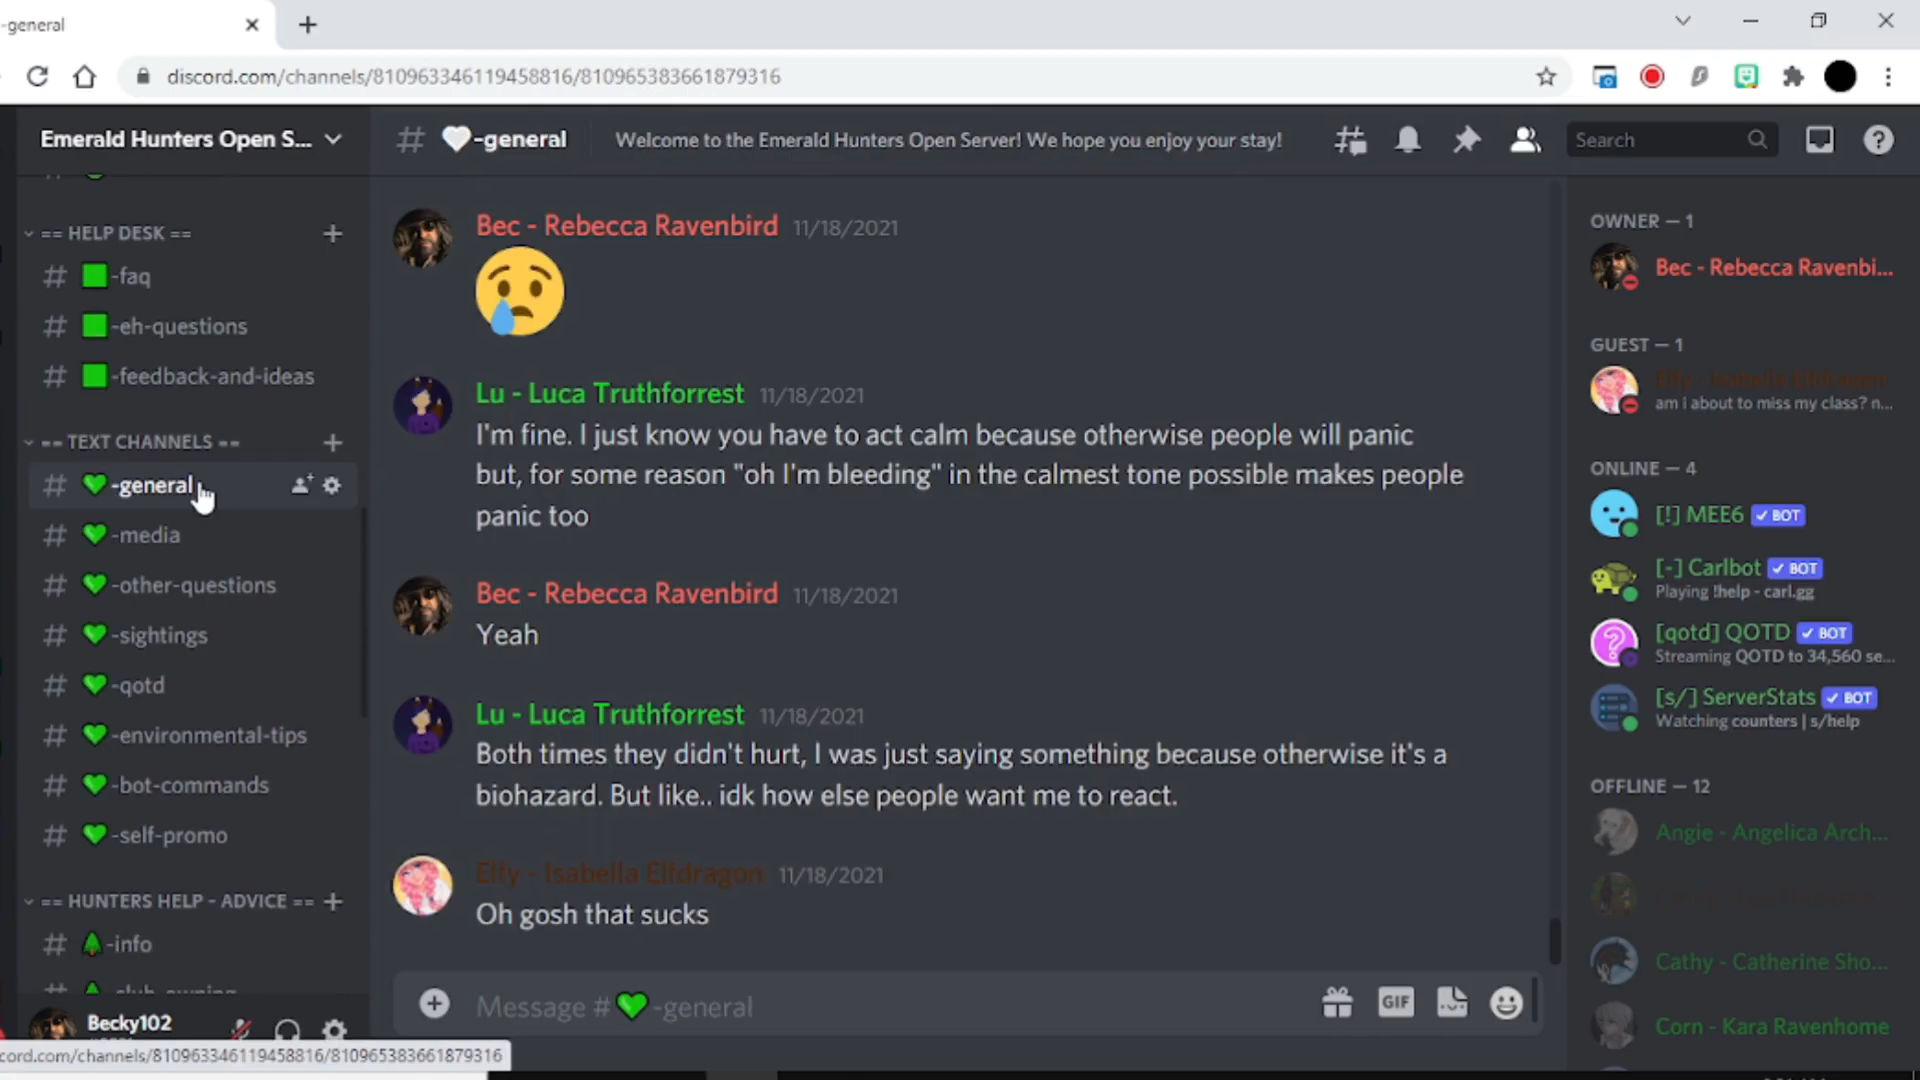 -general
discord.com/channels/810963346119458816/810965383661879316
Emerald Hunters Open S...
-general
Welcome to the Emerald Hunters Open Server! We hope you enjoy your stay!
Search
== HELP DESK ==
-faq
-eh-questions
-feedback-and-ideas
== TEXT CHANNELS ==
-general
-media
-other-questions
-sightings
-qotd
-environmental-tips
-bot-commands
-self-promo
== HUNTERS HELP - ADVICE ==
-info
Becky102
cord.com/channels/810963346119458816/810965383661879316
Bec - Rebecca Ravenbird 11/18/2021
Lu - Luca Truthforrest 11/18/2021
I'm fine. I just know you have to act calm because otherwise people will panic
but, for some reason "oh I'm bleeding" in the calmest tone possible makes people
panic too
Bec - Rebecca Ravenbird 11/18/2021
Yeah
Lu - Luca Truthforrest 11/18/2021
Both times they didn't hurt, I was just saying something because otherwise it's a
biohazard. But like.. idk how else people want me to react.
Elfy - Isabella Elfdragon 11/18/2021
Oh gosh that sucks
Message # -general
GIF
OWNER — 1
Bec - Rebecca Ravenbi...
GUEST — 1
Elfy - Isabella Elfdragon
am i about to miss my class? n...
ONLINE — 4
[!] MEE6 ✓ BOT
[-] Carlbot ✓ BOT
Playing !help - carl.gg
[qotd] QOTD ✓ BOT
Streaming QOTD to 34,560 se...
[s/] ServerStats ✓ BOT
Watching counters | s/help
OFFLINE — 12
Angie - Angelica Arch...
Cathy - Catherine Sho...
Corn - Kara Ravenhome